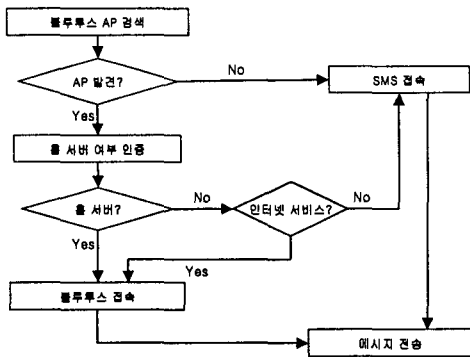 블루투스 AP 검색
AP 발견?
No
SMS 접속
Yes
홈 서버 여부 인증
홈 서버?
No
인터넷 서비스?
No
Yes
Yes
블루투스 접속
메시지 전송